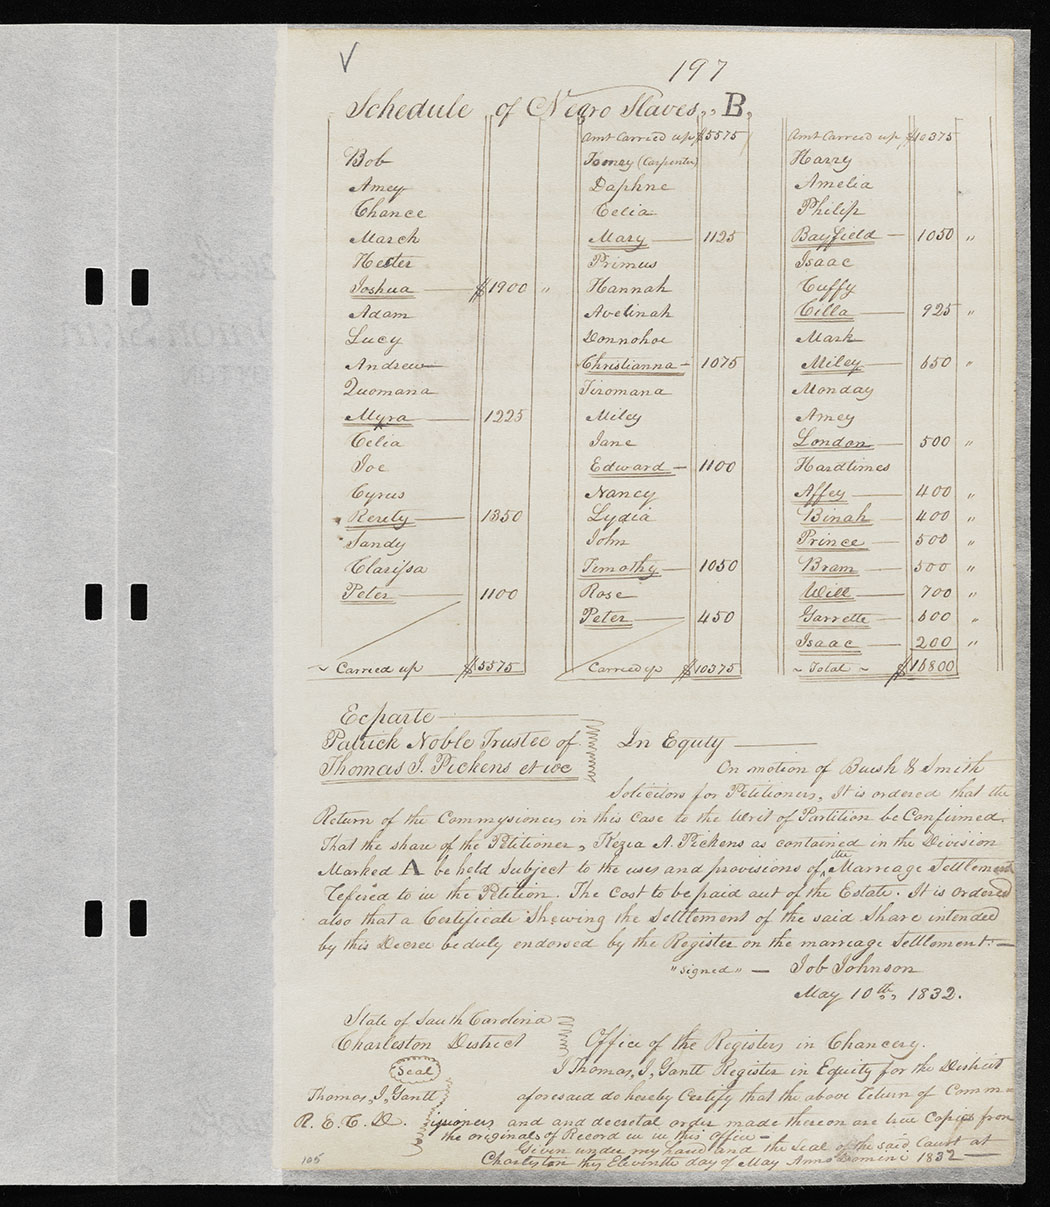 197
Schedule of Negro Slaves,, B,
Bob
Amey
Chance
March
Hester
Joshua $1900 "
Adam
Lucy
Andrew
Quomana
Myra 1225
Celia
Joe
Cyrus
Renty 1350
Sandy
Clarissa
Peter 1100
~ Carried up $5575
Amt Carried up $5575
Tomey (Carpenter)
Daphne
Celia
Mary 1125
Primus
Hannah
Avelinah
Donnohoe
Christianna 1075
Tiromana
Miley
Jane
Edward 1100
Nancy
Lydia
John
Timothy 1050
Rose
Peter 450
Carried up $10375
Amt Carried up $10375
Harry
Amelia
Philip
Bayfield 1050 "
Isaac
Cuffy
Cilla 925 "
Mark
Miley 650 "
Monday
Amey
London 500 "
Hardtimes
Affey 400 "
Binah 400 "
Prince 500 "
Bram 500 "
Will 700 "
Garrette 600 "
Isaac 200 "
~ Total ~ $16800
Ecparte
Patrick Noble Trustee of
Thomas J. Pickens et ux
In Equity
On motion of Bush & Smith
Solicitors for Petitioners, It is ordered that the
Return of the Commyssioners in this Case to the Writ of Partition be Confirmed.
That the share of the Petitioner, Kezia A. Pickens as contained in the Division
Marked A be held Subject to the uses and provisions of the Marreage Settlement
refered to in the Petition. The Cost to be paid out of the Estate. It is ordered
also that a Certificate Shewing the Settlement of the said Share intended
by this Decree be duly endorsed by the Register on the marriage Settlement.
"signed" — Job Johnson
May 10th, 1832.
State of South Carolina
Charleston District
Office of the Registers in Chancery.
Seal
I Thomas, J, Gantt Register in Equity for the District
Thomas, J, Gantt
aforesaid do hereby Certify that the above Return of Comm=
R. E. C. D.
issioners and and decretal order made thereon are true Copies from
the originals of Record in in this Office
Given under my hand and the Seal of the said Court at
Charleston this Eleventh day of May Anno Domini 1832
105